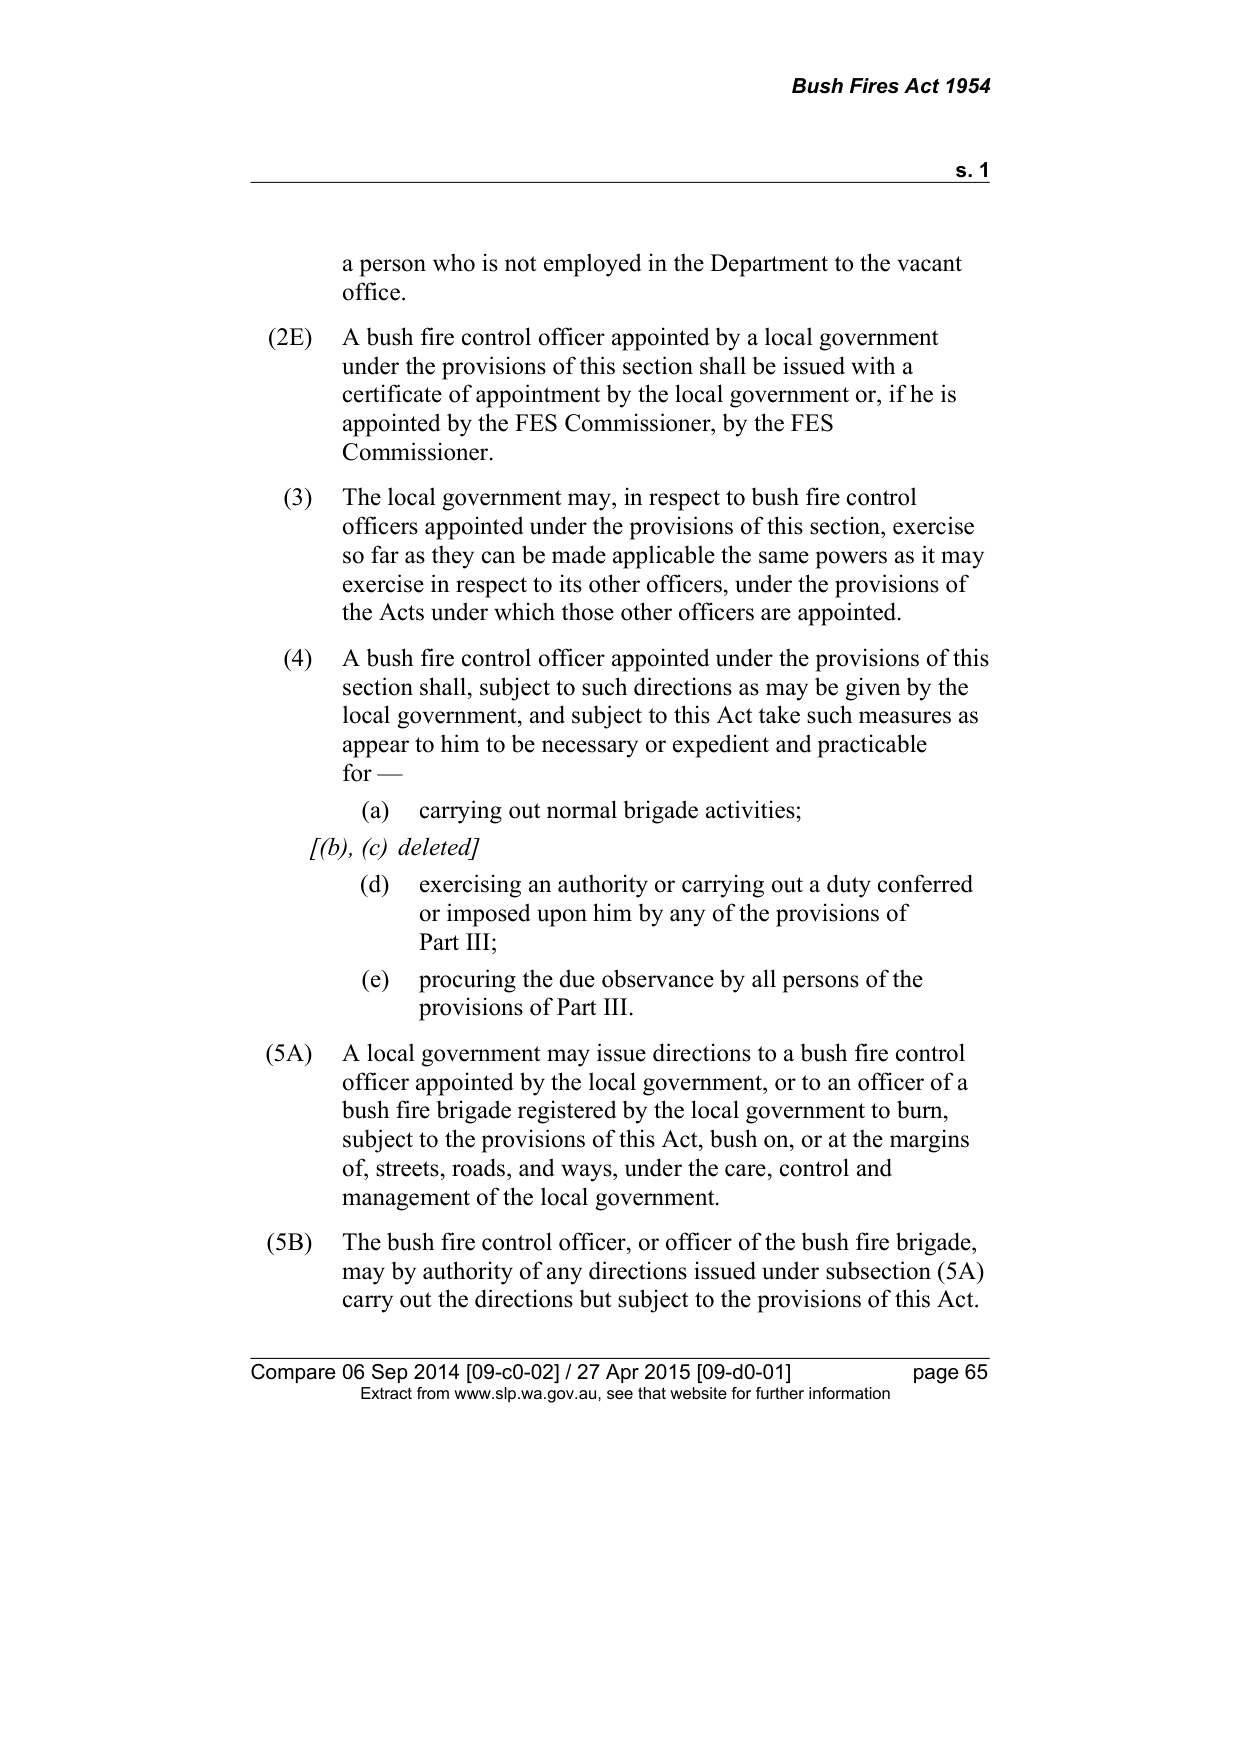 Bush Fires Act 1954
s. 1
a person who is not employed in the Department to the vacant
office.
(2E) A bush fire control officer appointed by a local government
under the provisions of this section shall be issued with a
certificate of appointment by the local government or, if he is
appointed by the FES Commissioner, by the FES
Commissioner.
(3) The local government may, in respect to bush fire control
officers appointed under the provisions of this section, exercise
so far as they can be made applicable the same powers as it may
exercise in respect to its other officers, under the provisions of
the Acts under which those other officers are appointed.
(4) A bush fire control officer appointed under the provisions of this
section shall, subject to such directions as may be given by the
local government, and subject to this Act take such measures as
appear to him to be necessary or expedient and practicable
for —
(a) carrying out normal brigade activities;
[(b), (c) deleted]
(d) exercising an authority or carrying out a duty conferred
or imposed upon him by any of the provisions of
Part III;
(e) procuring the due observance by all persons of the
provisions of Part III.
(5A) A local government may issue directions to a bush fire control
officer appointed by the local government, or to an officer of a
bush fire brigade registered by the local government to burn,
subject to the provisions of this Act, bush on, or at the margins
of, streets, roads, and ways, under the care, control and
management of the local government.
(5B) The bush fire control officer, or officer of the bush fire brigade,
may by authority of any directions issued under subsection (5A)
carry out the directions but subject to the provisions of this Act.
Compare 06 Sep 2014 [09-c0-02] / 27 Apr 2015 [09-d0-01] page 65
Extract from www.slp.wa.gov.au, see that website for further information